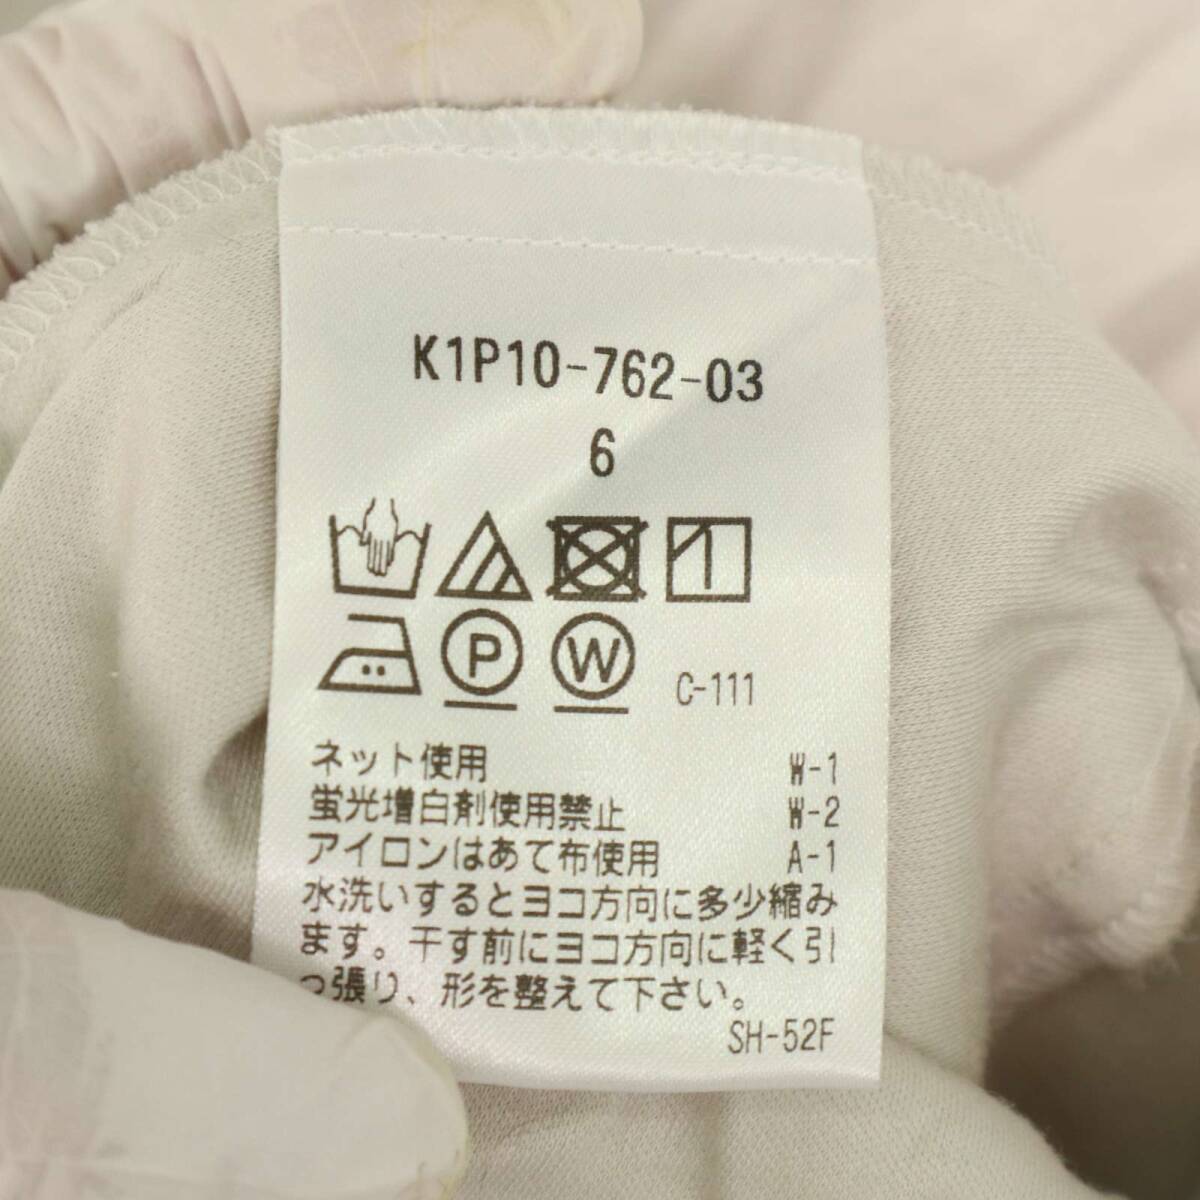 K1P10-762-03
6
P W C-111
ネット使用 W-1
蛍光増白剤使用禁止 W-2
アイロンはあて布使用 A-1
水洗いするとヨコ方向に多少縮み
ます。干す前にヨコ方向に軽く引
っ張り、形を整えて下さい。
SH-52F